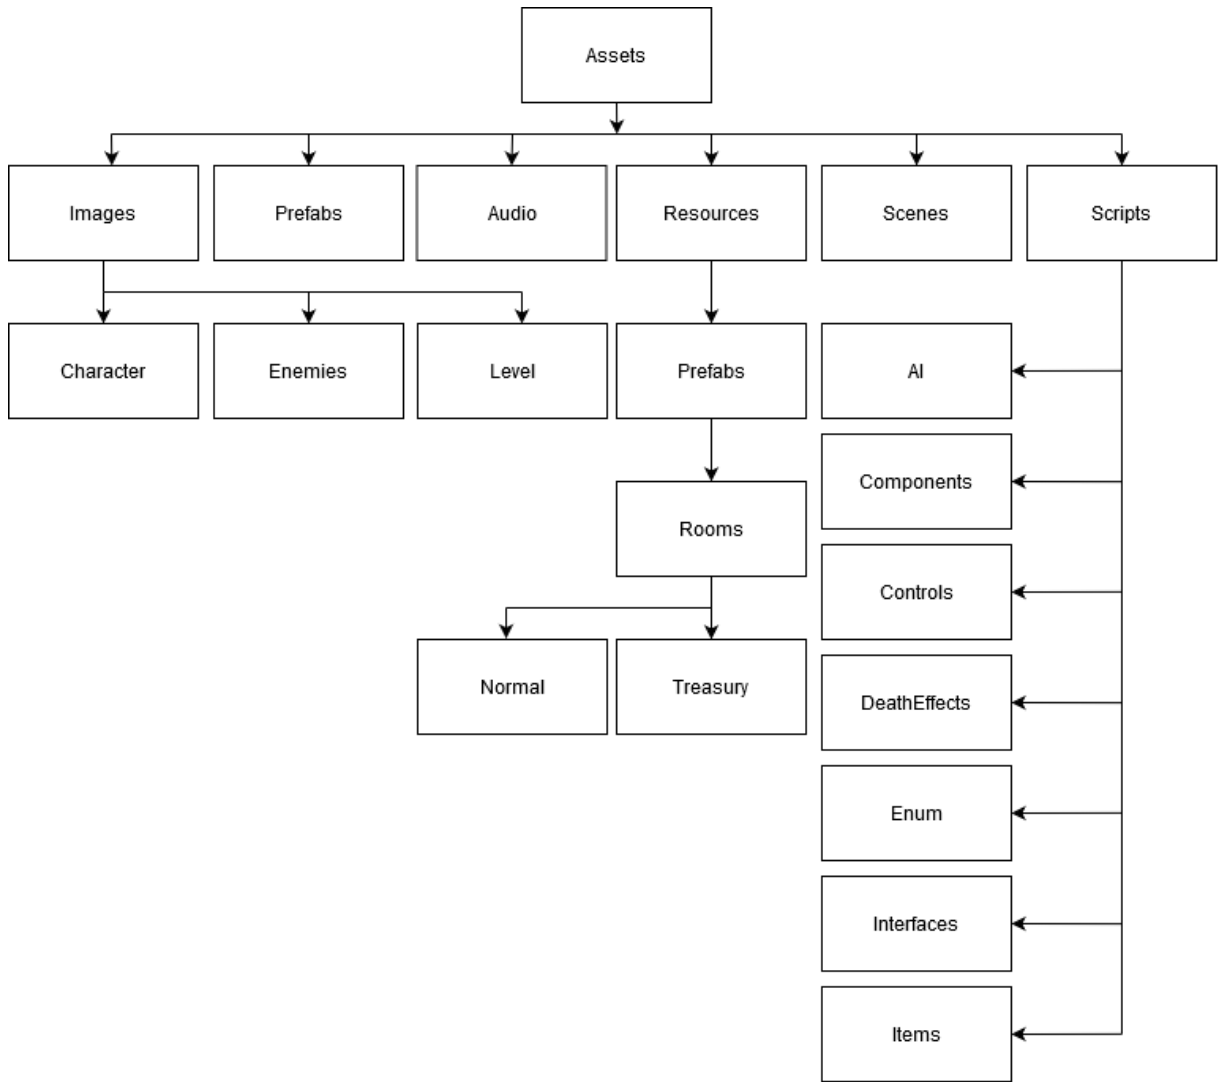 Assets
Images
Prefabs
Audio
Resources
Scenes
Scripts
Character
Enemies
Level
Prefabs
AI
Components
Rooms
Controls
Normal
Treasury
DeathEffects
Enum
Interfaces
Items